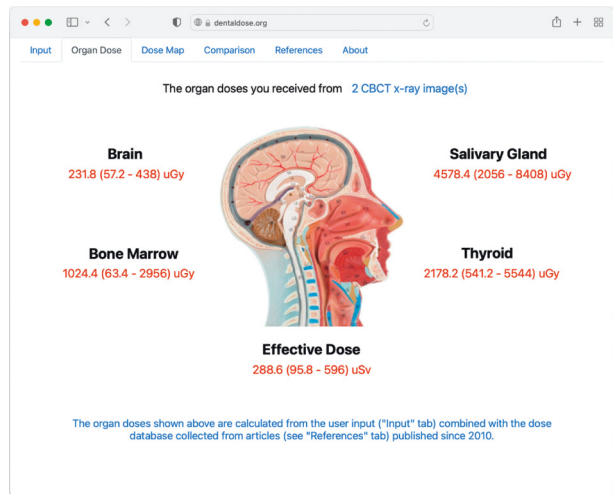 dentaldose.org
Input Organ Dose Dose Map Comparison References About
The organ doses you received from 2 CBCT x-ray image(s)
Brain
231.8 (57.2 - 438) uGy
Salivary Gland
4578.4 (2056 - 8408) uGy
Bone Marrow
1024.4 (63.4 - 2956) uGy
Thyroid
2178.2 (541.2 - 5544) uGy
Effective Dose
288.6 (95.8 - 596) uSv
The organ doses shown above are calculated from the user input ("Input" tab) combined with the dose
database collected from articles (see "References" tab) published since 2010.